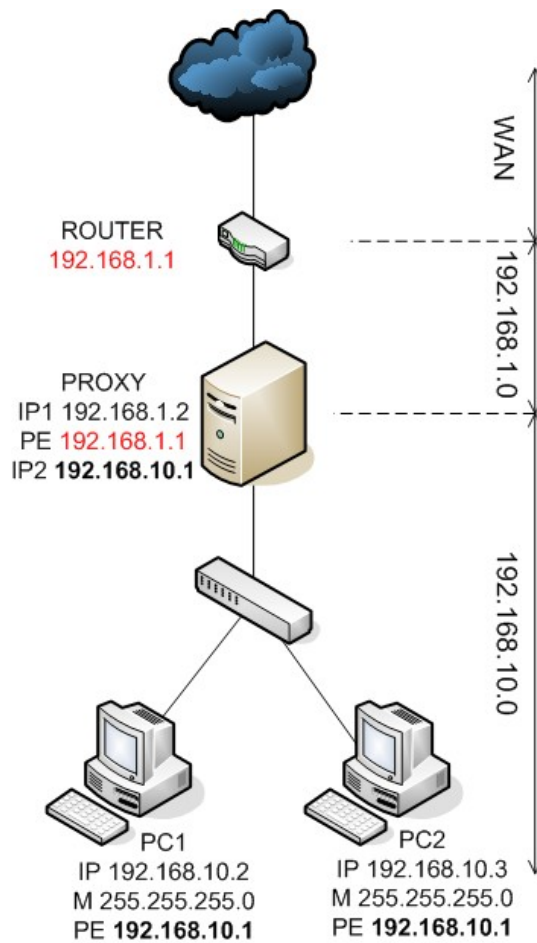 WAN
ROUTER
192.168.1.1
192.168.1.0
PROXY
IP1 192.168.1.2
PE 192.168.1.1
IP2 192.168.10.1
192.168.10.0
PC1
IP 192.168.10.2
M 255.255.255.0
PE 192.168.10.1
PC2
IP 192.168.10.3
M 255.255.255.0
PE 192.168.10.1